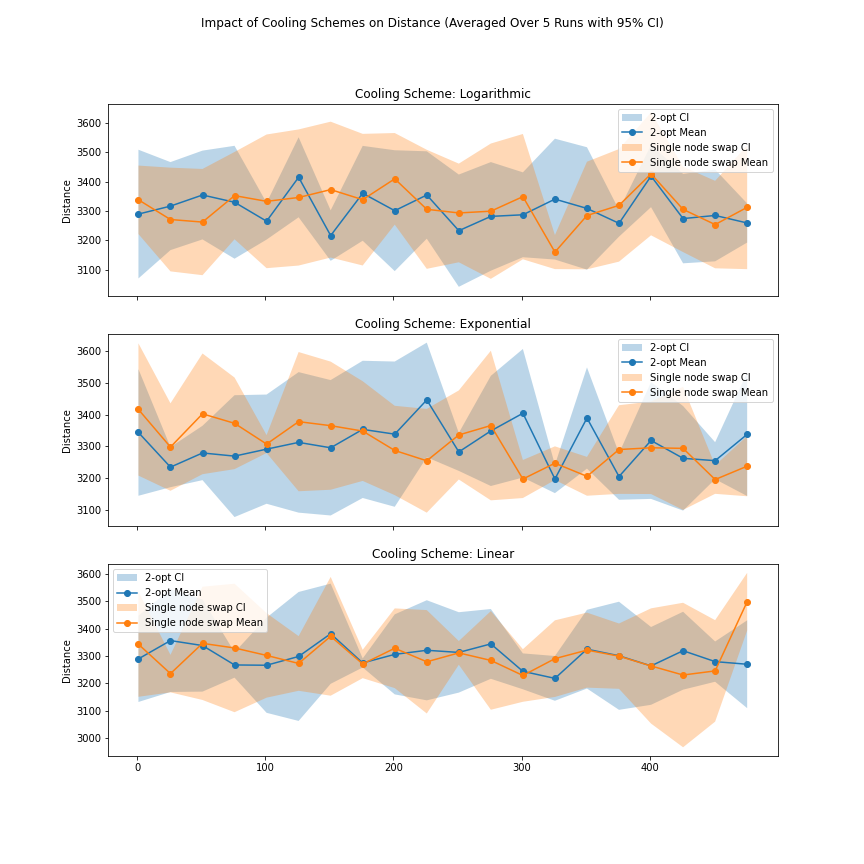 Impact of Cooling Schemes on Distance (Averaged Over 5 Runs with 95% CI)
Cooling Scheme: Logarithmic
3600
3500
3400
3300
3200
3100
Distance
2-opt CI
2-opt Mean
Single node swap CI
Single node swap Mean
Cooling Scheme: Exponential
3600
3500
3400
3300
3200
3100
Distance
2-opt CI
2-opt Mean
Single node swap CI
Single node swap Mean
Cooling Scheme: Linear
3600
3500
3400
3300
3200
3100
3000
Distance
2-opt CI
2-opt Mean
Single node swap CI
Single node swap Mean
0 100 200 300 400